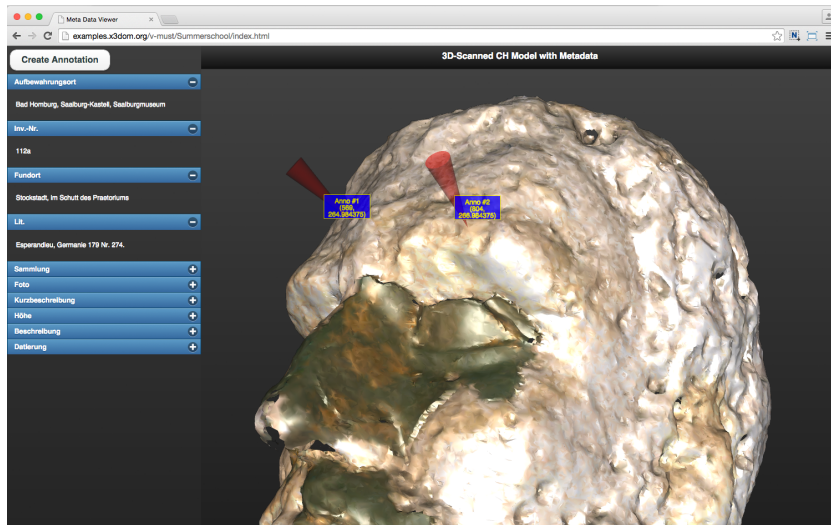 Meta Data Viewer
examples.x3dom.org/v-must/Summerschool/index.html
Create Annotation
3D-Scanned CH Model with Metadata
Aufbewahrungsort
Bad Homburg, Saalburg-Kastell, Saalburgmuseum
Inv.-Nr.
112a
Fundort
Stockstadt, im Schutt des Praetoriums
Lit.
Esperandieu, Germanie 179 Nr. 274.
Sammlung
Foto
Kurzbeschreibung
Höhe
Beschreibung
Datierung
Anno #1
(569,
264.984375)
Anno #2
(804,
266.984375)